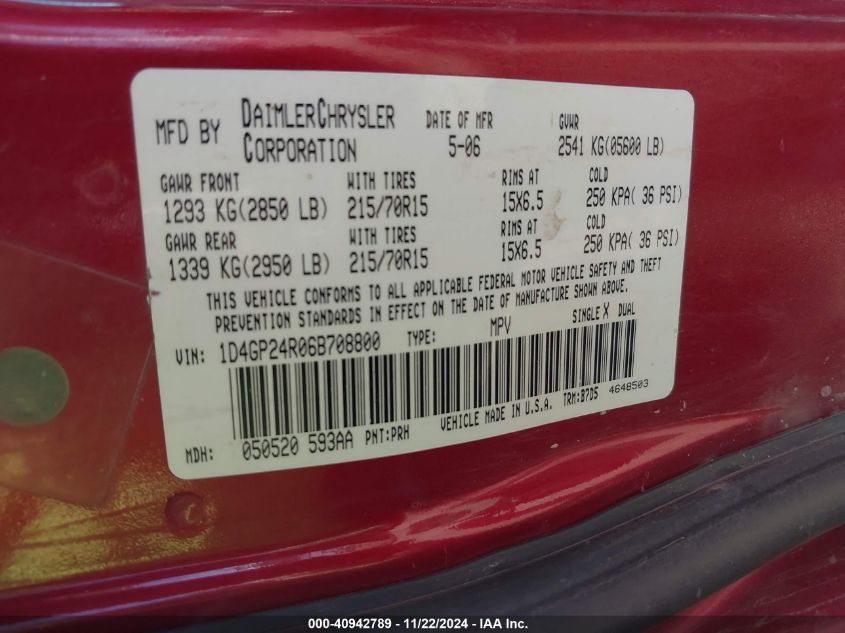 MFD BY DAIMLERCHRYSLER CORPORATION
DATE OF MFR
5-06
GVWR
2541 KG(05600 LB)
GAWR FRONT WITH TIRES RIMS AT COLD
1293 KG(2850 LB) 215/70R15 15X6.5 250 KPA( 36 PSI)
GAWR REAR WITH TIRES RIMS AT COLD
1339 KG(2950 LB) 215/70R15 15X6.5 250 KPA( 36 PSI)
THIS VEHICLE CONFORMS TO ALL APPLICABLE FEDERAL MOTOR VEHICLE SAFETY AND THEFT
PREVENTION STANDARDS IN EFFECT ON THE DATE OF MANUFACTURE SHOWN ABOVE.
VIN: 1D4GP24R06B708800 TYPE: MPV SINGLE X DUAL
MDH: 050520 593AA PNT:PRH VEHICLE MADE IN U.S.A. TRM:B7D5 4648503
000-40942789 - 11/22/2024 - IAA Inc.